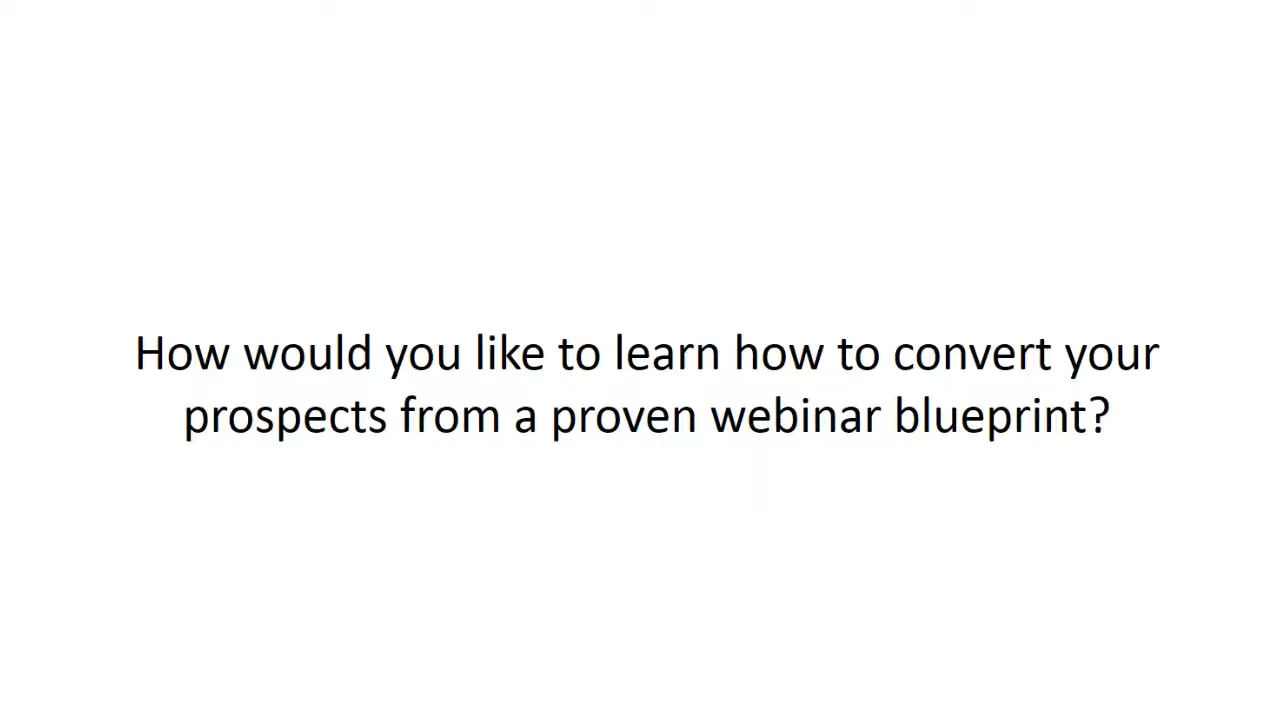 How would you like to learn how to convert your
prospects from a proven webinar blueprint?